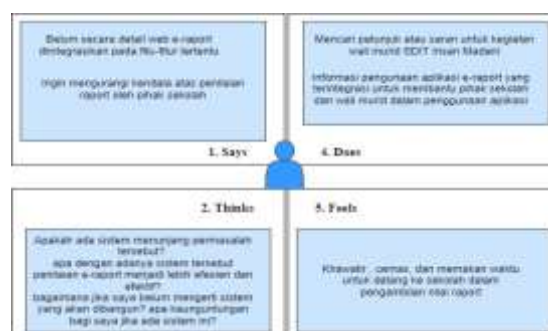 Belum secara detail web e-raport
diintegrasikan pada fitur-fitur tertentu
Ingin mengurangi kendala atas penilaian
raport oleh pihak sekolah
1. Says
Mencari petunjuk atau saran untuk kegiatan
wali murid SDIT Insan Madani
Informasi penggunaan aplikasi e-raport yang
terintegrasi untuk membantu pihak sekolah
dan wali murid dalam penggunaan aplikasi
4. Does
2. Thinks
Apakah ada sistem menunjang permasalah
tersebut?
apa dengan adanya sistem tersebut
penilaian e-raport menjadi lebih efesien dan
efektif?
bagaimana jika saya belum mengerti sistem
yang akan dibangun? apa keuntungan
bagi saya jika ada sistem ini?
5. Feels
Khawatir, cemas, dan memakan waktu
untuk datang ke sekolah dalam
pengambilan nilai raport